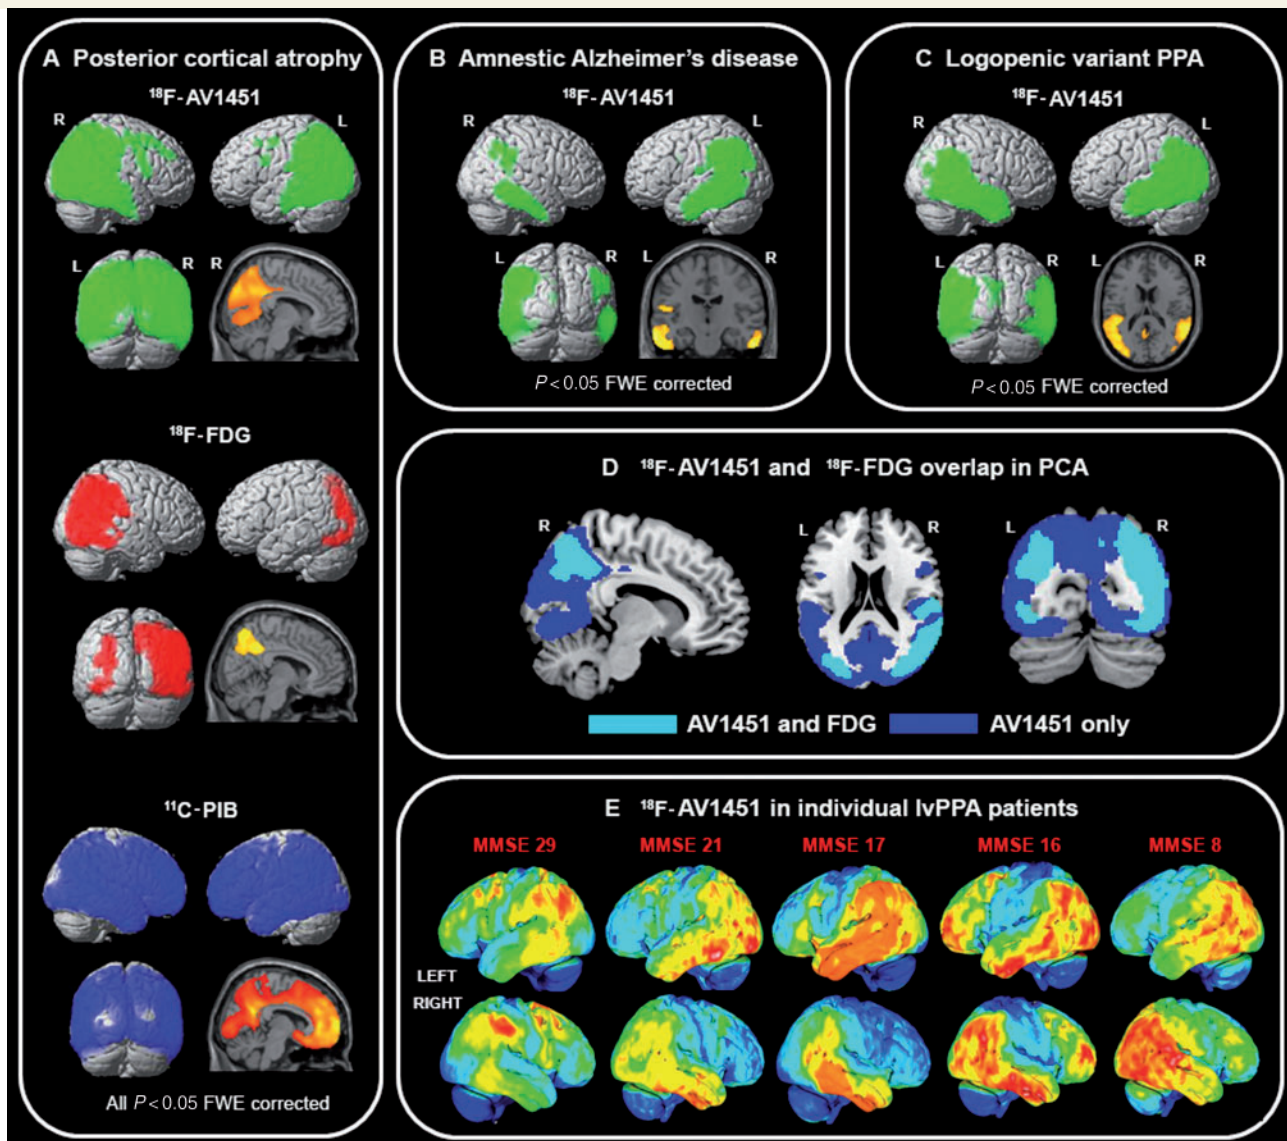 A Posterior cortical atrophy
¹⁸F-AV1451
R
L
L
R
R
¹⁸F-FDG
¹¹C-PIB
All P < 0.05 FWE corrected
B Amnestic Alzheimer's disease
¹⁸F-AV1451
R
L
L
R
L
R
P < 0.05 FWE corrected
C Logopenic variant PPA
¹⁸F-AV1451
R
L
L
R
L
R
P < 0.05 FWE corrected
D ¹⁸F-AV1451 and ¹⁸F-FDG overlap in PCA
R
L
R
L
R
AV1451 and FDG
AV1451 only
E ¹⁸F-AV1451 in individual lvPPA patients
MMSE 29 MMSE 21 MMSE 17 MMSE 16 MMSE 8
LEFT
RIGHT